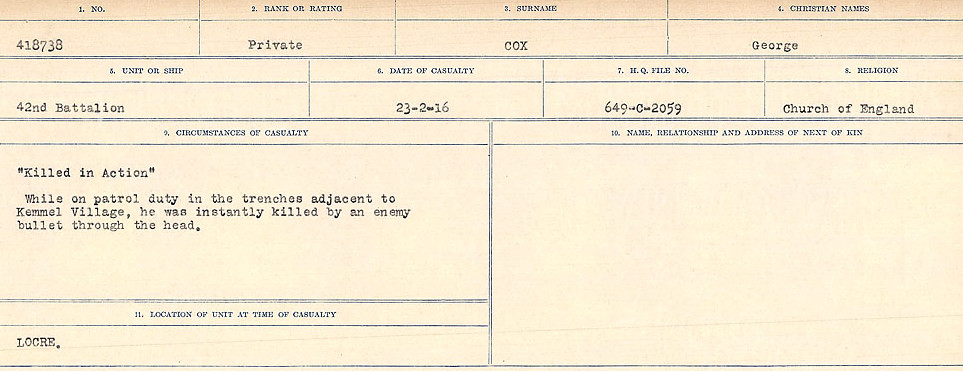 1. NO. 2. RANK OR RATING 3. SURNAME 4. CHRISTIAN NAMES
418738 Private COX George
5. UNIT OR SHIP 6. DATE OF CASUALTY 7. H.Q. FILE NO. 8. RELIGION
42nd Battalion 23-2-16 649-C-2059 Church of England
9. CIRCUMSTANCES OF CASUALTY 10. NAME, RELATIONSHIP AND ADDRESS OF NEXT OF KIN
"Killed in Action"
While on patrol duty in the trenches adjacent to
Kemmel Village, he was instantly killed by an enemy
bullet through the head.
11. LOCATION OF UNIT AT TIME OF CASUALTY
LOCRE.